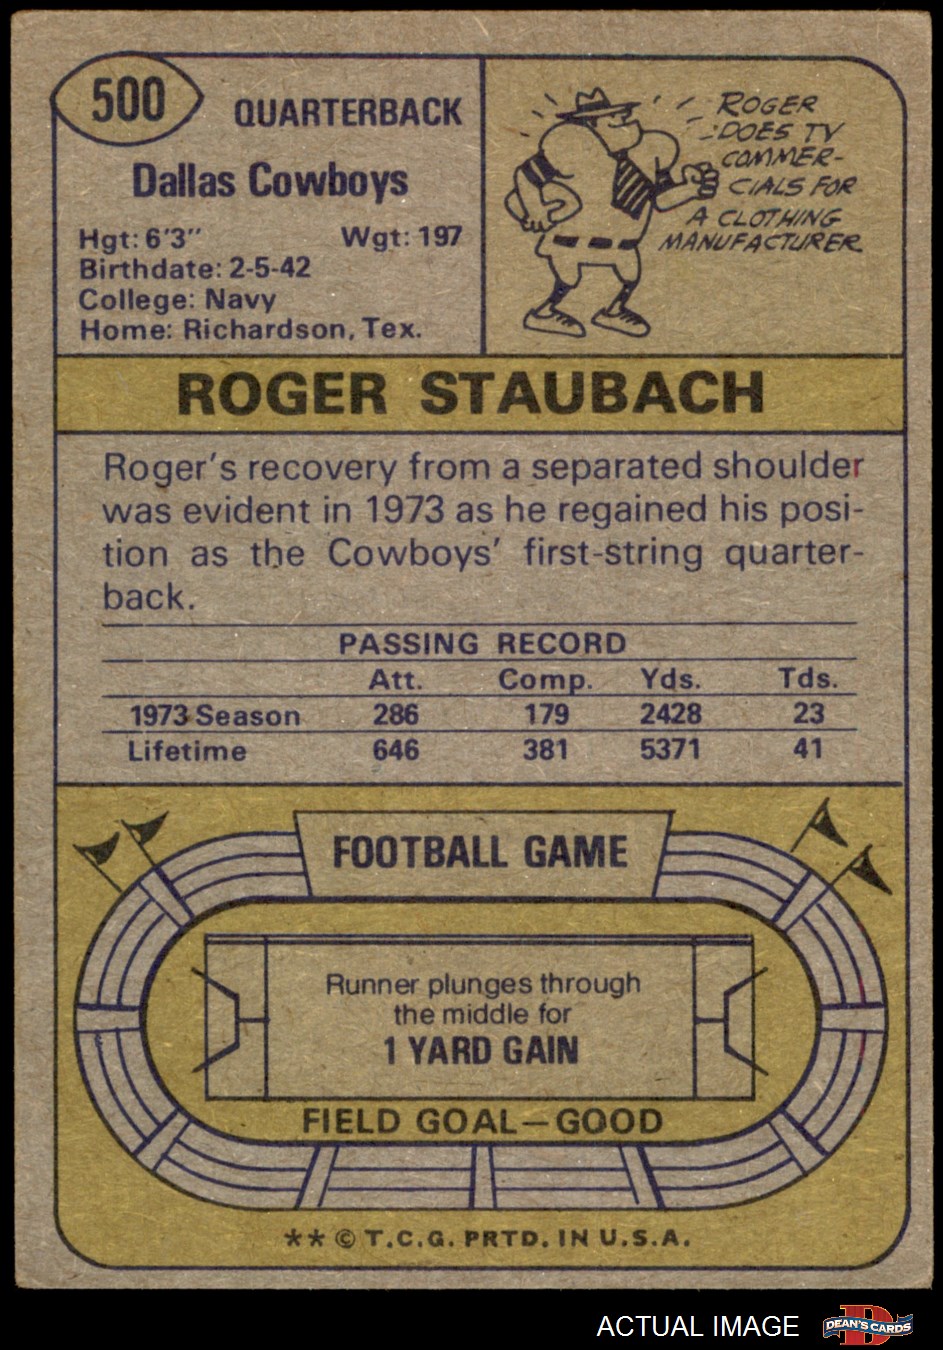 500
QUARTERBACK
Dallas Cowboys
Hgt: 6'3" Wgt: 197
Birthdate: 2-5-42
College: Navy
Home: Richardson, Tex.
ROGER
DOES TV
COMMER-
CIALS FOR
A CLOTHING
MANUFACTURER
ROGER STAUBACH
Roger's recovery from a separated shoulder
was evident in 1973 as he regained his posi-
tion as the Cowboys' first-string quarter-
back.
PASSING RECORD
Att. Comp. Yds. Tds.
1973 Season 286 179 2428 23
Lifetime 646 381 5371 41
FOOTBALL GAME
Runner plunges through
the middle for
1 YARD GAIN
FIELD GOAL—GOOD
** © T.C.G. PRTD. IN U.S.A.
ACTUAL IMAGE
DEAN'S CARDS